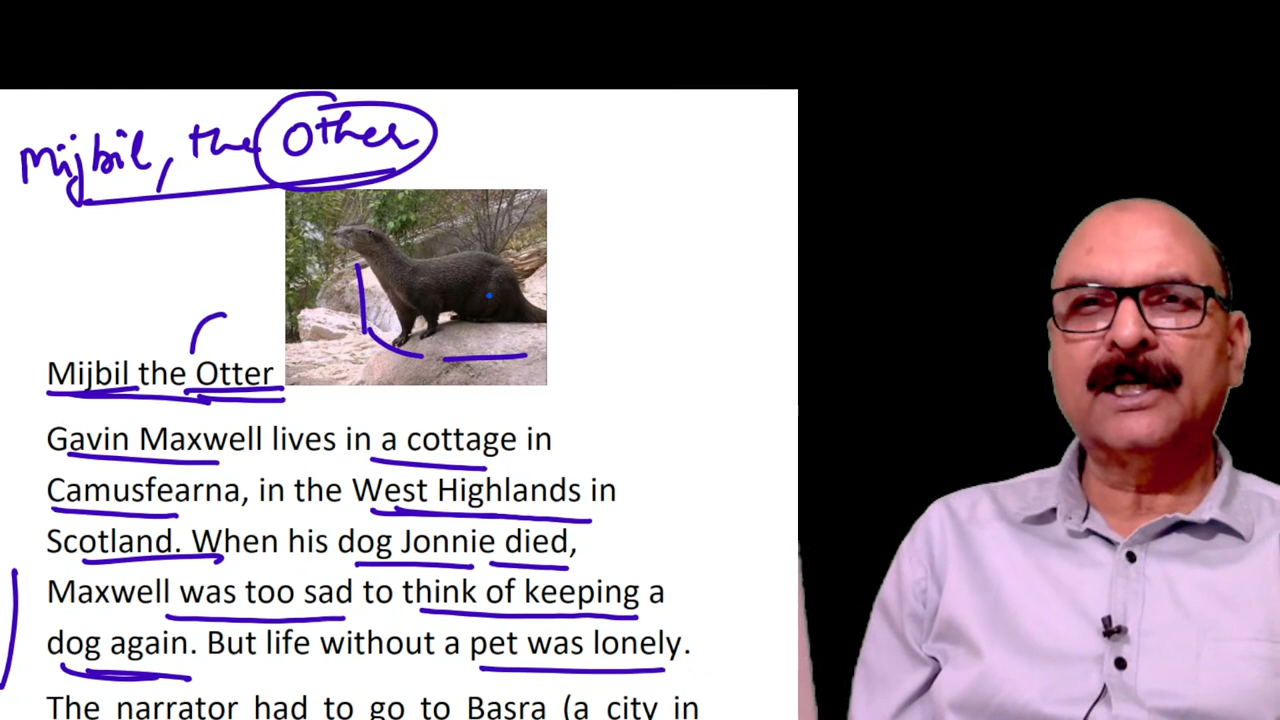 Mijbil, the Other
Mijbil the Otter
Gavin Maxwell lives in a cottage in
Camusfearna, in the West Highlands in
Scotland. When his dog Jonnie died,
Maxwell was too sad to think of keeping a
dog again. But life without a pet was lonely.
The narrator had to go to Basra (a city in